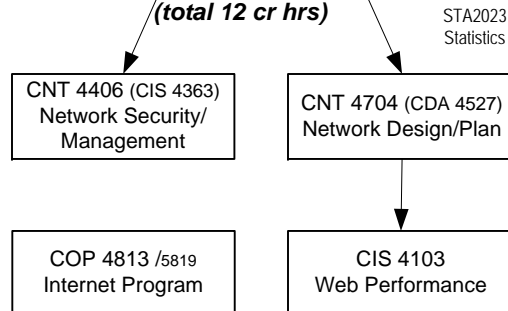 (total 12 cr hrs)
STA2023
Statistics
CNT 4406 (CIS 4363)
Network Security/
Management
CNT 4704 (CDA 4527)
Network Design/Plan
COP 4813 /5819
Internet Program
CIS 4103
Web Performance